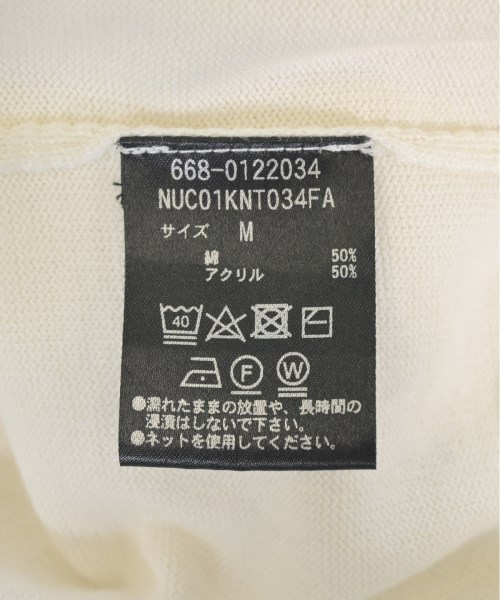 668-0122034
NUC01KNT034FA
サイズ M
綿 50%
アクリル 50%
40
F W
●濡れたままの放置や、長時間の
浸漬はしないで下さい。
●ネットを使用してください。